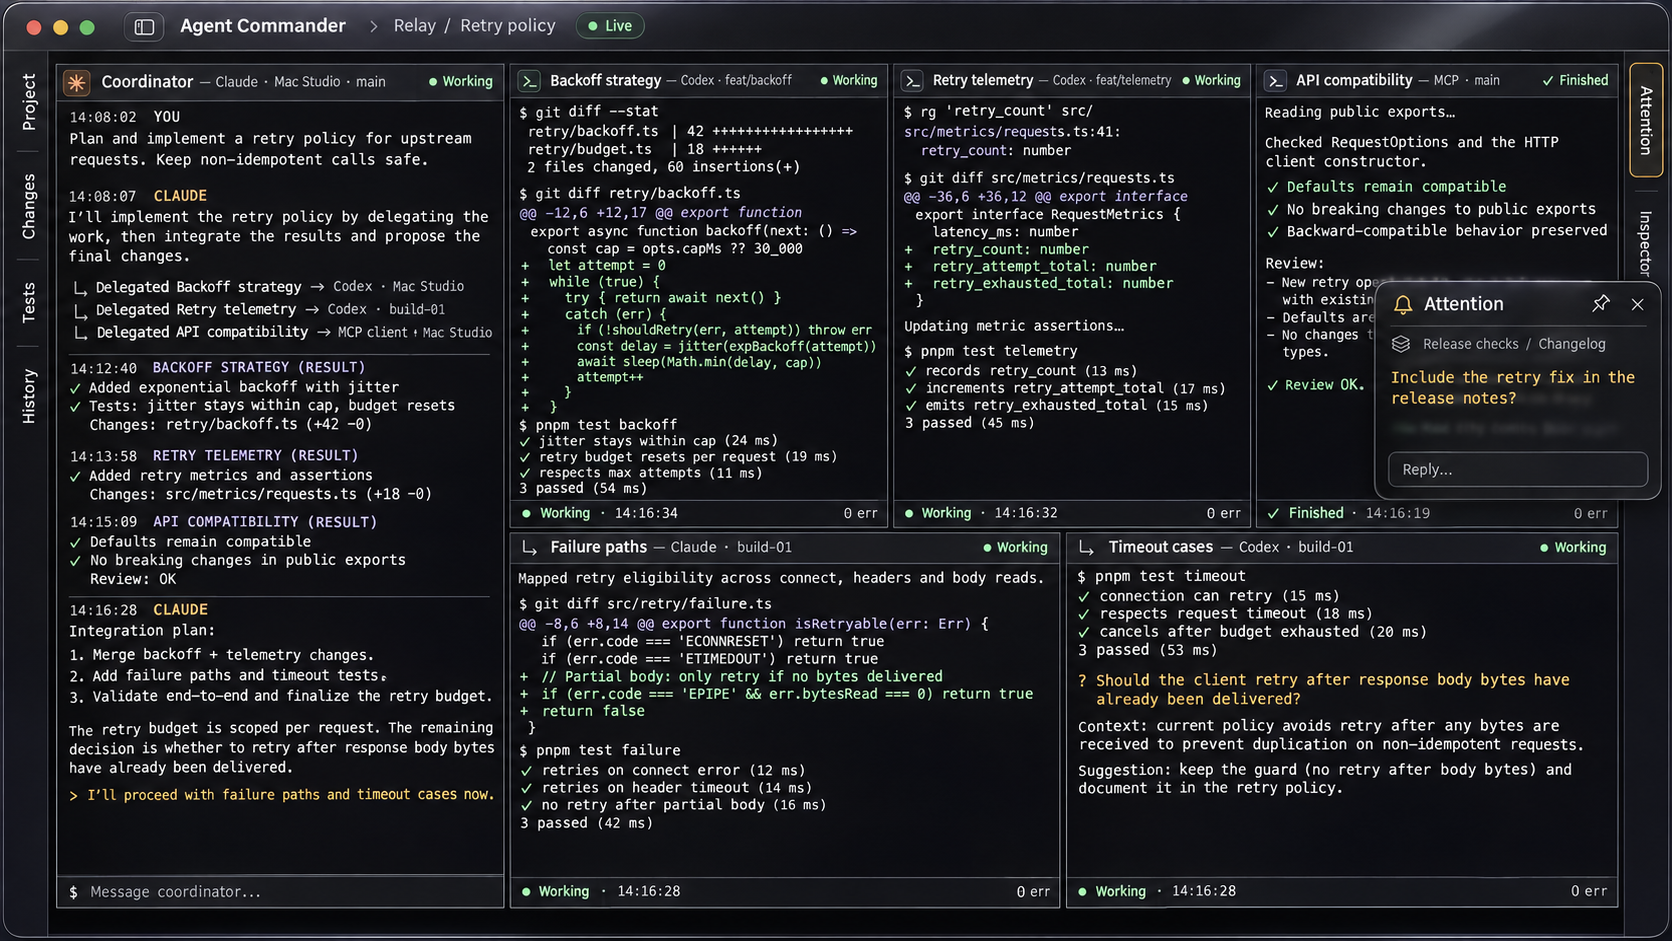 Agent Commander > Relay / Retry policy ● Live
Project
Changes
Tests
History
Coordinator — Claude · Mac Studio · main ● Working
14:08:02 YOU
Plan and implement a retry policy for upstream
requests. Keep non-idempotent calls safe.
14:08:07 CLAUDE
I'll implement the retry policy by delegating the
work, then integrate the results and propose the
final changes.
↳ Delegated Backoff strategy → Codex · Mac Studio
↳ Delegated Retry telemetry → Codex · build-01
↳ Delegated API compatibility → MCP client · Mac Studio
14:12:40 BACKOFF STRATEGY (RESULT)
✓ Added exponential backoff with jitter
✓ Tests: jitter stays within cap, budget resets
Changes: retry/backoff.ts (+42 -0)
14:13:58 RETRY TELEMETRY (RESULT)
✓ Added retry metrics and assertions
Changes: src/metrics/requests.ts (+18 -0)
14:15:09 API COMPATIBILITY (RESULT)
✓ Defaults remain compatible
✓ No breaking changes in public exports
Review: OK
14:16:28 CLAUDE
Integration plan:
1. Merge backoff + telemetry changes.
2. Add failure paths and timeout tests.
3. Validate end-to-end and finalize the retry budget.
The retry budget is scoped per request. The remaining
decision is whether to retry after response body bytes
have already been delivered.
> I'll proceed with failure paths and timeout cases now.
$ Message coordinator...
Backoff strategy — Codex · feat/backoff ● Working
$ git diff --stat
retry/backoff.ts | 42 +++++++++++++++++
retry/budget.ts | 18 ++++++
2 files changed, 60 insertions(+)
$ git diff retry/backoff.ts
@@ -12,6 +12,17 @@ export function
export async function backoff(next: () =>
const cap = opts.capMs ?? 30_000
+ let attempt = 0
+ while (true) {
+ try { return await next() }
+ catch (err) {
+ if (!shouldRetry(err, attempt)) throw err
+ const delay = jitter(expBackoff(attempt))
+ await sleep(Math.min(delay, cap))
+ attempt++
+ }
+ }
$ pnpm test backoff
✓ jitter stays within cap (24 ms)
✓ retry budget resets per request (19 ms)
✓ respects max attempts (11 ms)
3 passed (54 ms)
● Working · 14:16:34 0 err
Retry telemetry — Codex · feat/telemetry ● Working
$ rg 'retry_count' src/
src/metrics/requests.ts:41:
retry_count: number
$ git diff src/metrics/requests.ts
@@ -36,6 +36,12 @@ export interface
export interface RequestMetrics {
latency_ms: number
+ retry_count: number
+ retry_attempt_total: number
+ retry_exhausted_total: number
}
Updating metric assertions…
$ pnpm test telemetry
✓ records retry_count (13 ms)
✓ increments retry_attempt_total (17 ms)
✓ emits retry_exhausted_total (15 ms)
3 passed (45 ms)
● Working · 14:16:32 0 err
API compatibility — MCP · main ✓ Finished
Reading public exports…
Checked RequestOptions and the HTTP
client constructor.
✓ Defaults remain compatible
✓ No breaking changes to public exports
✓ Backward-compatible behavior preserved
Review:
– New retry
with
– Defaults are
– No changes
types.
✓ Review OK.
✓ Finished · 14:16:19 0 err
Attention
Release checks / Changelog
Include the retry fix in the
release notes?
Reply...
Failure paths — Claude · build-01 ● Working
Mapped retry eligibility across connect, headers and body reads.
$ git diff src/retry/failure.ts
@@ -8,6 +8,14 @@ export function isRetryable(err: Err) {
if (err.code === 'ECONNRESET') return true
if (err.code === 'ETIMEDOUT') return true
+ // Partial body: only retry if no bytes delivered
+ if (err.code === 'EPIPE' && err.bytesRead === 0) return true
+ return false
}
$ pnpm test failure
✓ retries on connect error (12 ms)
✓ retries on header timeout (14 ms)
✓ no retry after partial body (16 ms)
3 passed (42 ms)
● Working · 14:16:28 0 err
Timeout cases — Codex · build-01 ● Working
$ pnpm test timeout
✓ connection can retry (15 ms)
✓ respects request timeout (18 ms)
✓ cancels after budget exhausted (20 ms)
3 passed (53 ms)
? Should the client retry after response body bytes have
already been delivered?
Context: current policy avoids retry after any bytes are
received to prevent duplication on non-idempotent requests.
Suggestion: keep the guard (no retry after body bytes) and
document it in the retry policy.
● Working · 14:16:28 0 err
Attention
Inspector